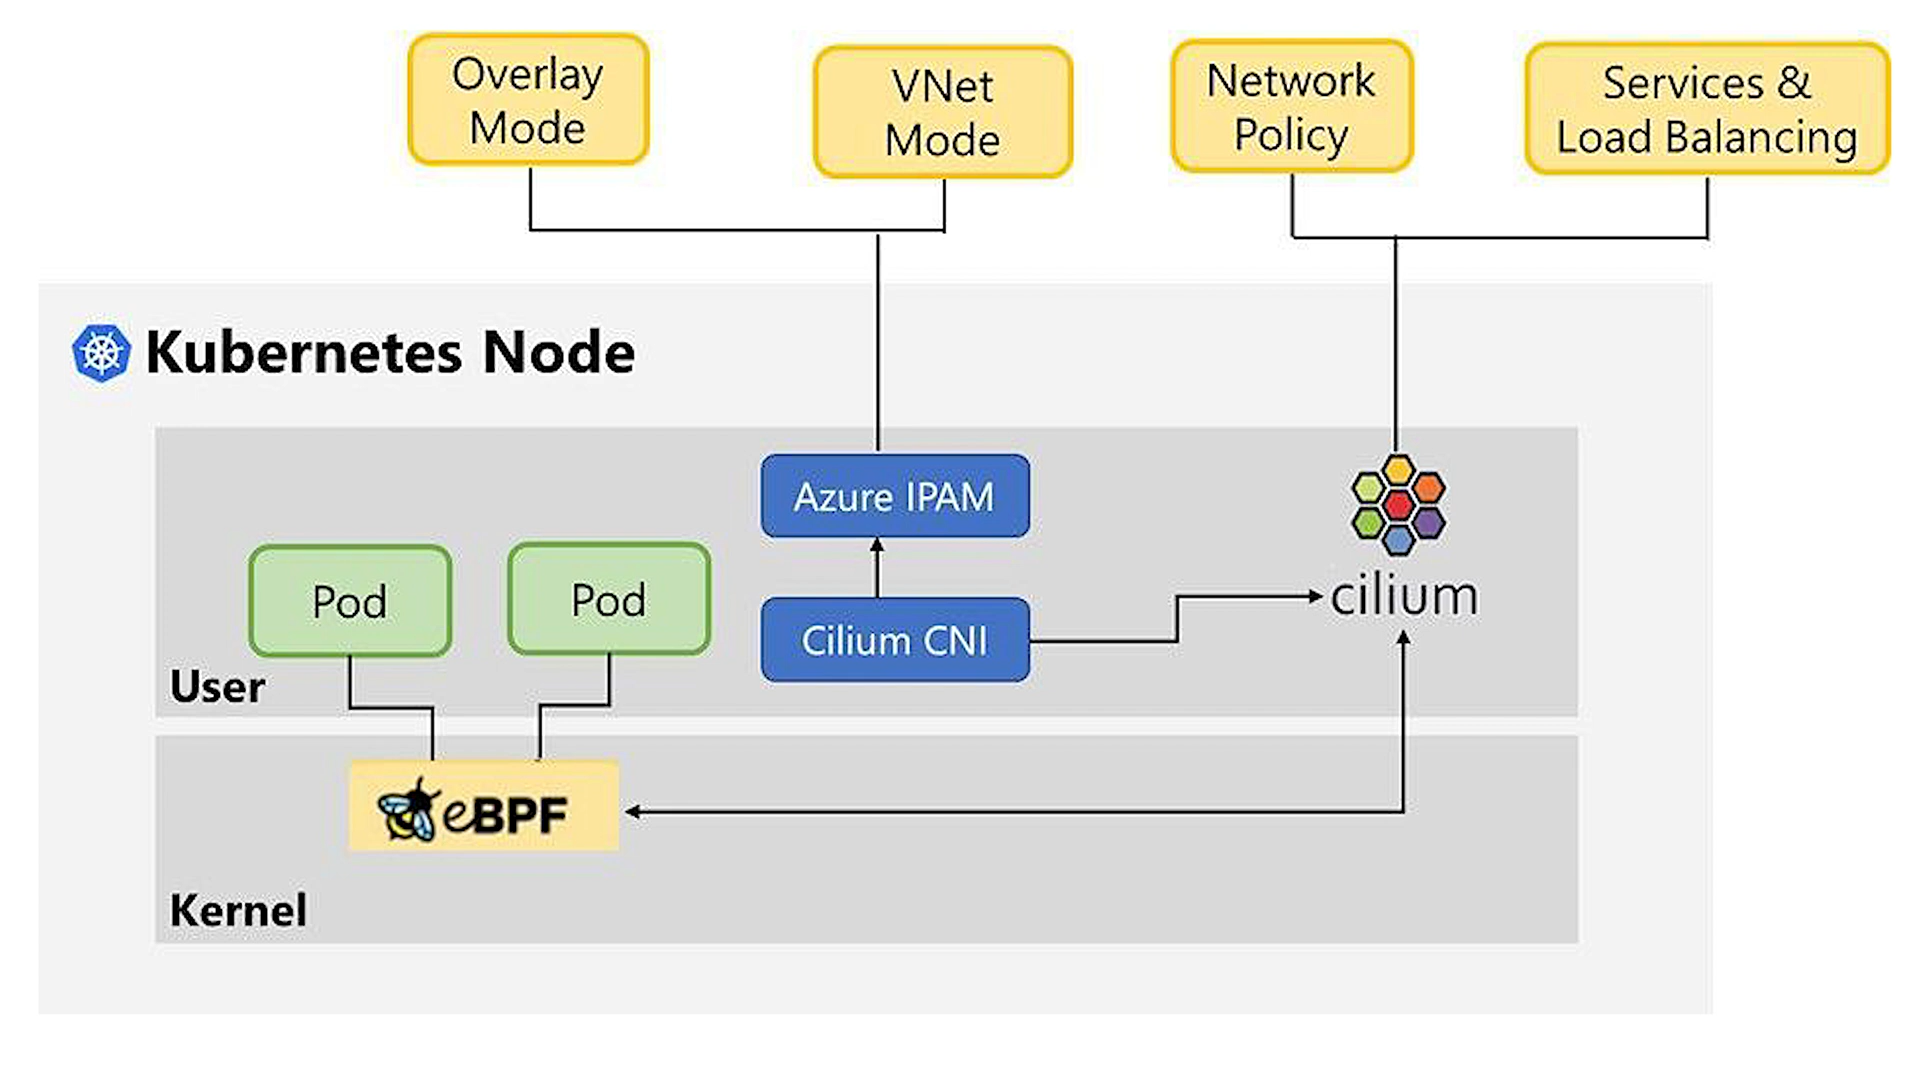 Overlay
Mode
VNet
Mode
Network
Policy
Services &
Load Balancing
Kubernetes Node
Azure IPAM
Pod
Pod
Cilium CNI
cilium
User
eBPF
Kernel